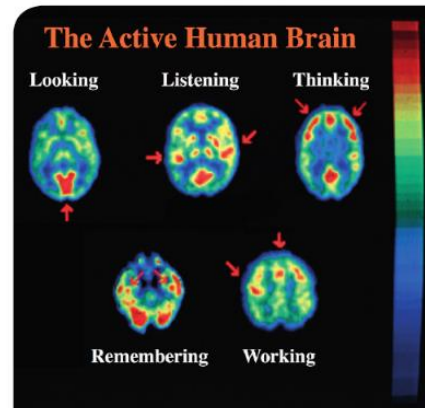 The Active Human Brain
Looking Listening Thinking
Remembering Working